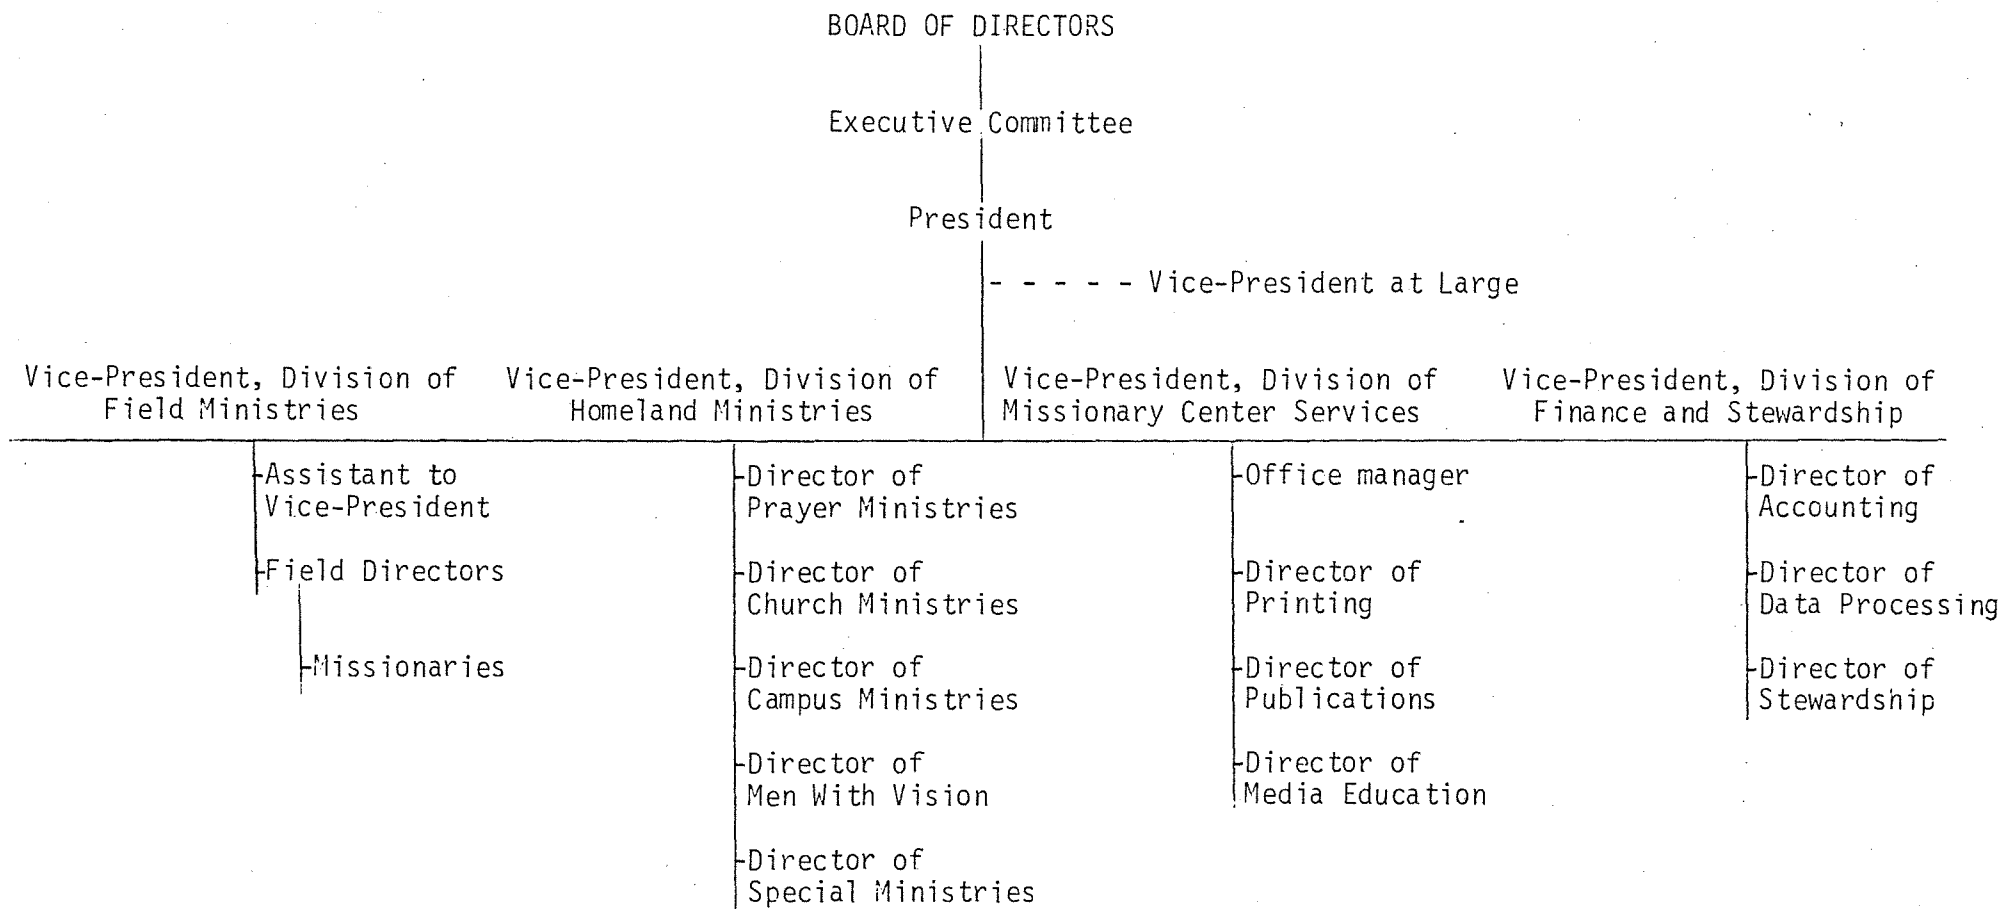 BOARD OF DIRECTORS
Executive Committee
President
Vice-President at Large
Vice-President, Division of
Field Ministries
Vice-President, Division of
Homeland Ministries
Vice-President, Division of
Missionary Center Services
Vice-President, Division of
Finance and Stewardship
Assistant to
Vice-President
Field Directors
Missionaries
Director of
Prayer Ministries
Director of
Church Ministries
Director of
Campus Ministries
Director of
Men With Vision
Director of
Special Ministries
Office manager
Director of
Printing
Director of
Publications
Director of
Media Education
Director of
Accounting
Director of
Data Processing
Director of
Stewardship